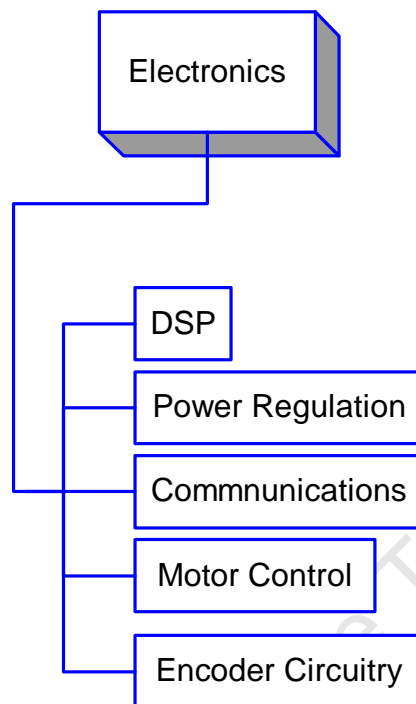 Electronics
DSP
Power Regulation
Commnunications
Motor Control
Encoder Circuitry